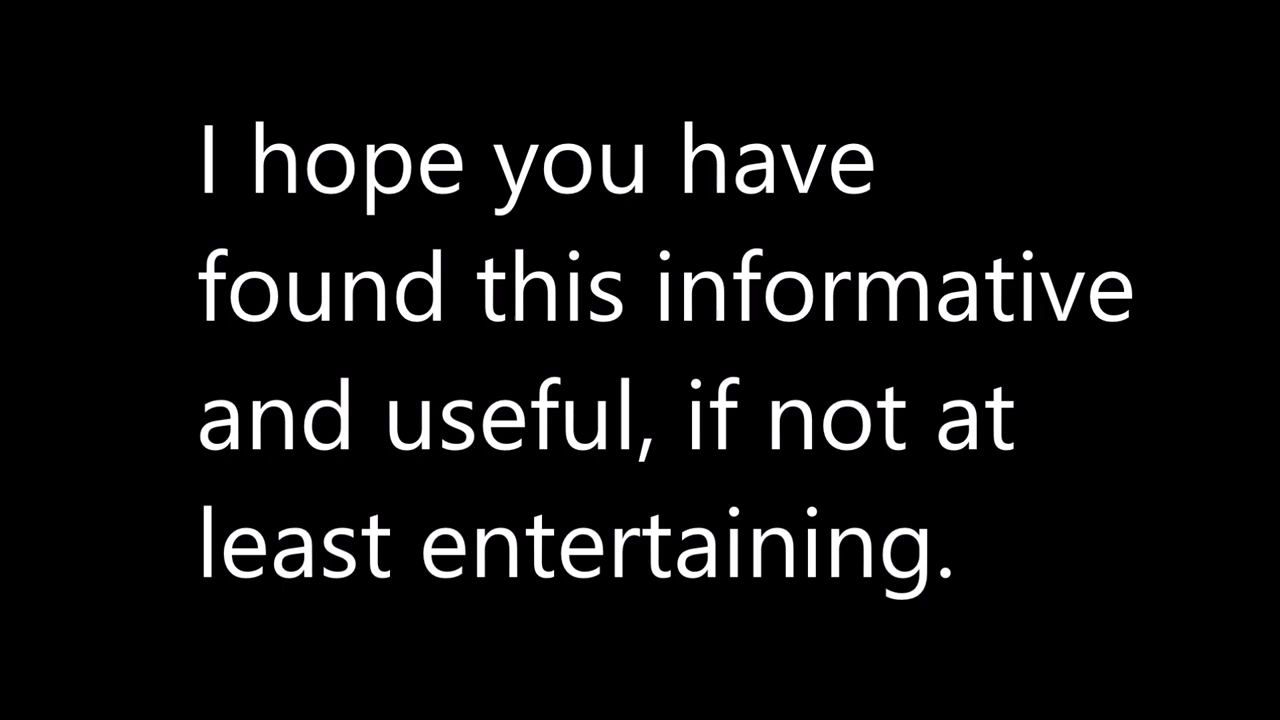 I hope you have
found this informative
and useful, if not at
least entertaining.